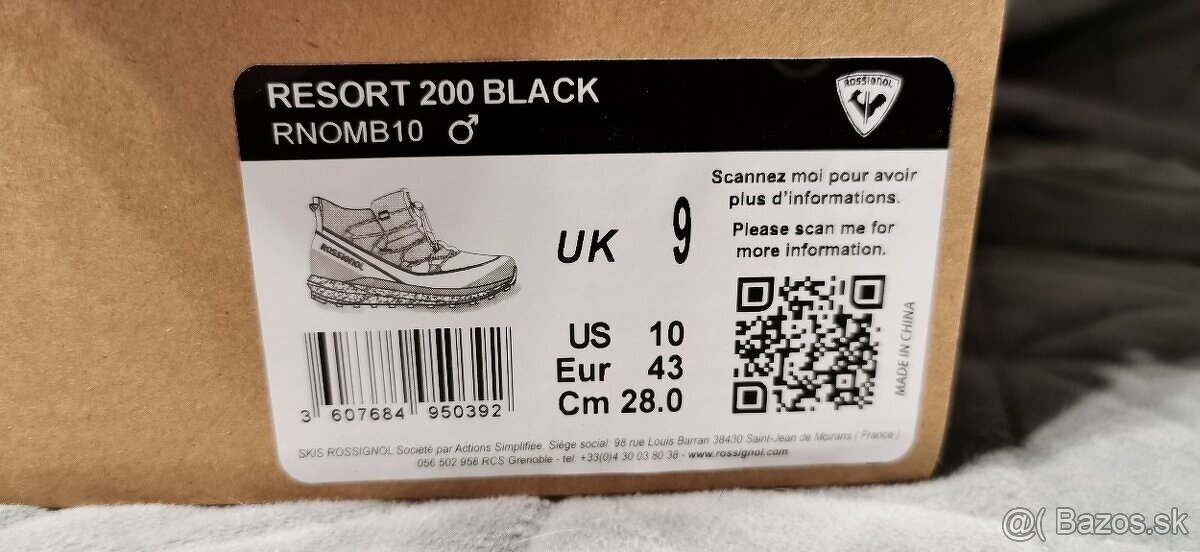 RESORT 200 BLACK
RNOMB10 ♂
ROSSIGNOL
ROSSIGNOL
Scannez moi pour avoir
plus d'informations.
Please scan me for
more information.
UK 9
US 10
Eur 43
Cm 28.0
MADE IN CHINA
3 607684 950392
SKIS ROSSIGNOL Société par Actions Simplifiée. Siège social: 98 rue Louis Barran 38430 Saint-Jean de Moirans ( France )
056 502 958 RCS Grenoble - tel. +33(0)4 30 03 80 38 - www.rossignol.com
@( Bazos.sk